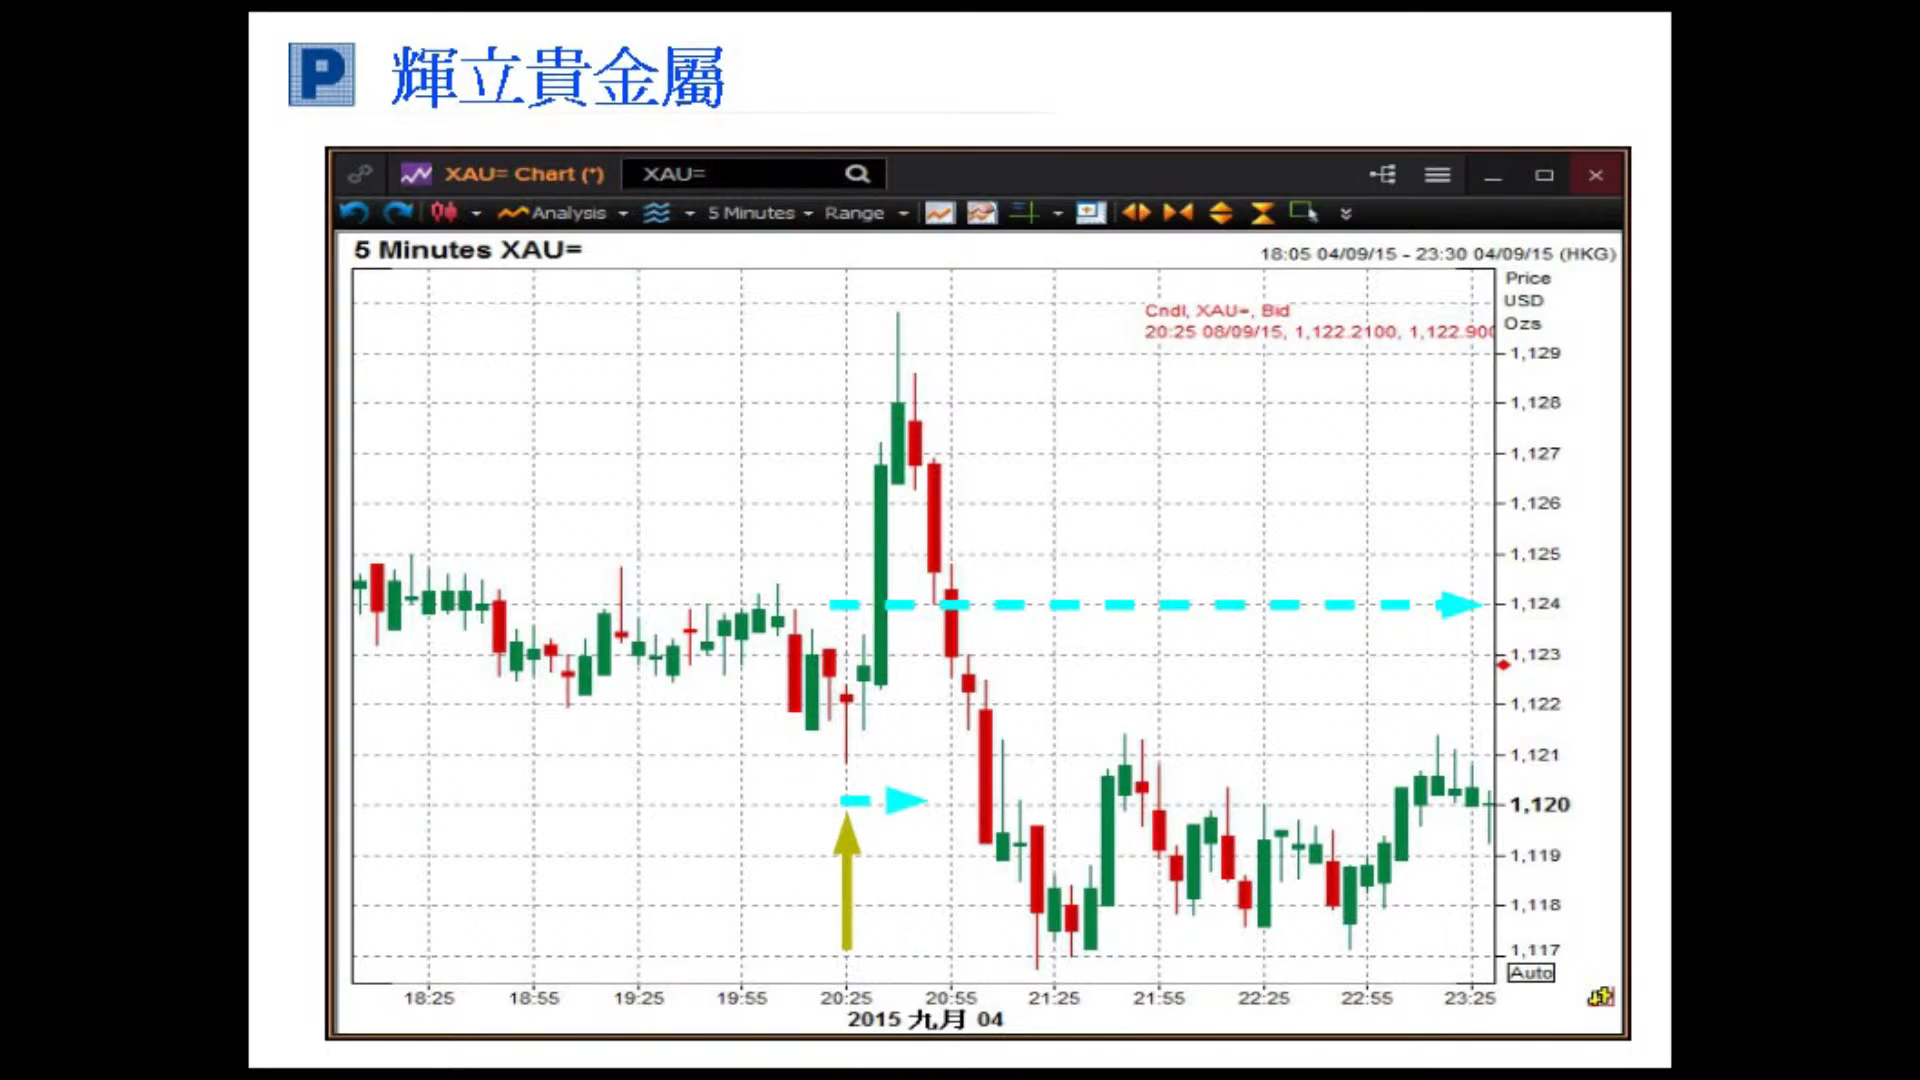 P 輝立貴金屬
XAU= Chart (*) XAU=
Analysis 5 Minutes Range
5 Minutes XAU=
18:05 04/09/15 - 23:30 04/09/15 (HKG)
Price
USD
Ozs
Cndl, XAU=, Bid
20:25 08/09/15, 1,122.2100, 1,122.900
1,129
1,128
1,127
1,126
1,125
1,124
1,123
1,122
1,121
1,120
1,119
1,118
1,117
Auto
18:25 18:55 19:25 19:55 20:25 20:55 21:25 21:55 22:25 22:55 23:25
2015 九月 04